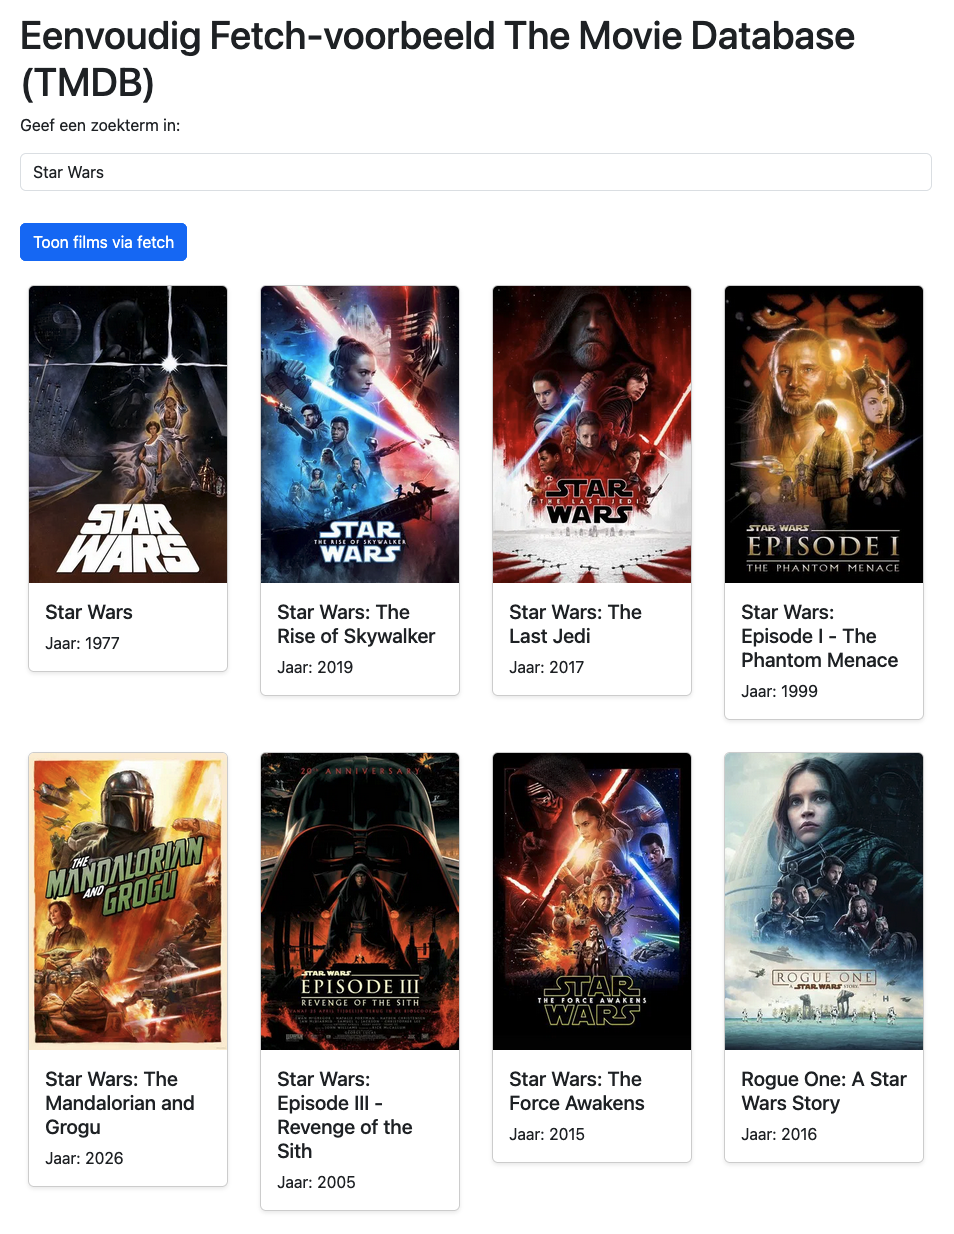 Eenvoudig Fetch-voorbeeld The Movie Database
(TMDB)
Geef een zoekterm in:
Star Wars
Toon films via fetch
STAR
WARS
STAR
THE RISE OF SKYWALKER
WARS
STAR
THE LAST JEDI
WARS
STAR WARS
EPISODE I
THE PHANTOM MENACE
Star Wars
Jaar: 1977
Star Wars: The
Rise of Skywalker
Jaar: 2019
Star Wars: The
Last Jedi
Jaar: 2017
Star Wars:
Episode I - The
Phantom Menace
Jaar: 1999
THE
MANDALORIAN
AND
GROGU
20TH ANNIVERSARY
STAR WARS
EPISODE III
REVENGE OF THE SITH
STAR
THE FORCE AWAKENS
WARS
ROGUE ONE
A STAR WARS STORY
Star Wars: The
Mandalorian and
Grogu
Jaar: 2026
Star Wars:
Episode III -
Revenge of the
Sith
Jaar: 2005
Star Wars: The
Force Awakens
Jaar: 2015
Rogue One: A Star
Wars Story
Jaar: 2016